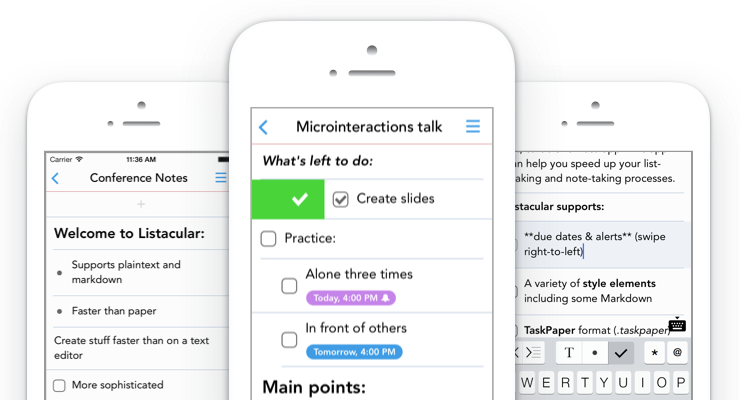 Carrier 11:36 AM
Conference Notes
+
Welcome to Listacular:
• Supports plaintext and
markdown
• Faster than paper
Create stuff faster than on a text
editor
More sophisticated
Microinteractions talk
What's left to do:
Create slides
Practice:
Alone three times
Today, 4:00 PM
In front of others
Tomorrow, 4:00 PM
Main points:
help you speed up your list-
and note-taking processes.
supports:
**due dates & alerts** (swipe
right-to-left)
A variety of style elements
including some Markdown
TaskPaper format (.taskpaper)
T • * @
W E R T Y U I O P